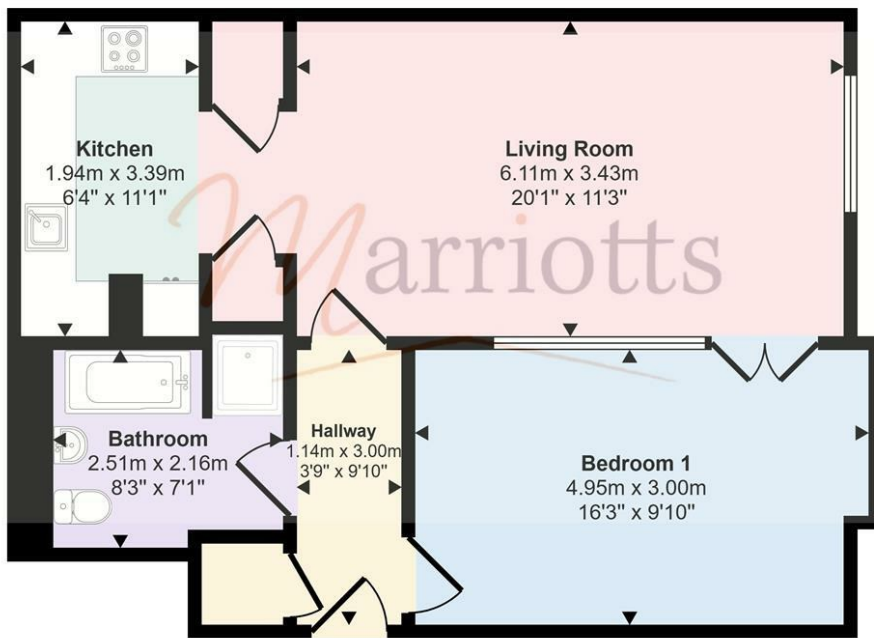 Kitchen
1.94m x 3.39m
6'4" x 11'1"
Living Room
6.11m x 3.43m
20'1" x 11'3"
Marriotts
Bathroom
2.51m x 2.16m
8'3" x 7'1"
Hallway
1.14m x 3.00m
3'9" x 9'10"
Bedroom 1
4.95m x 3.00m
16'3" x 9'10"